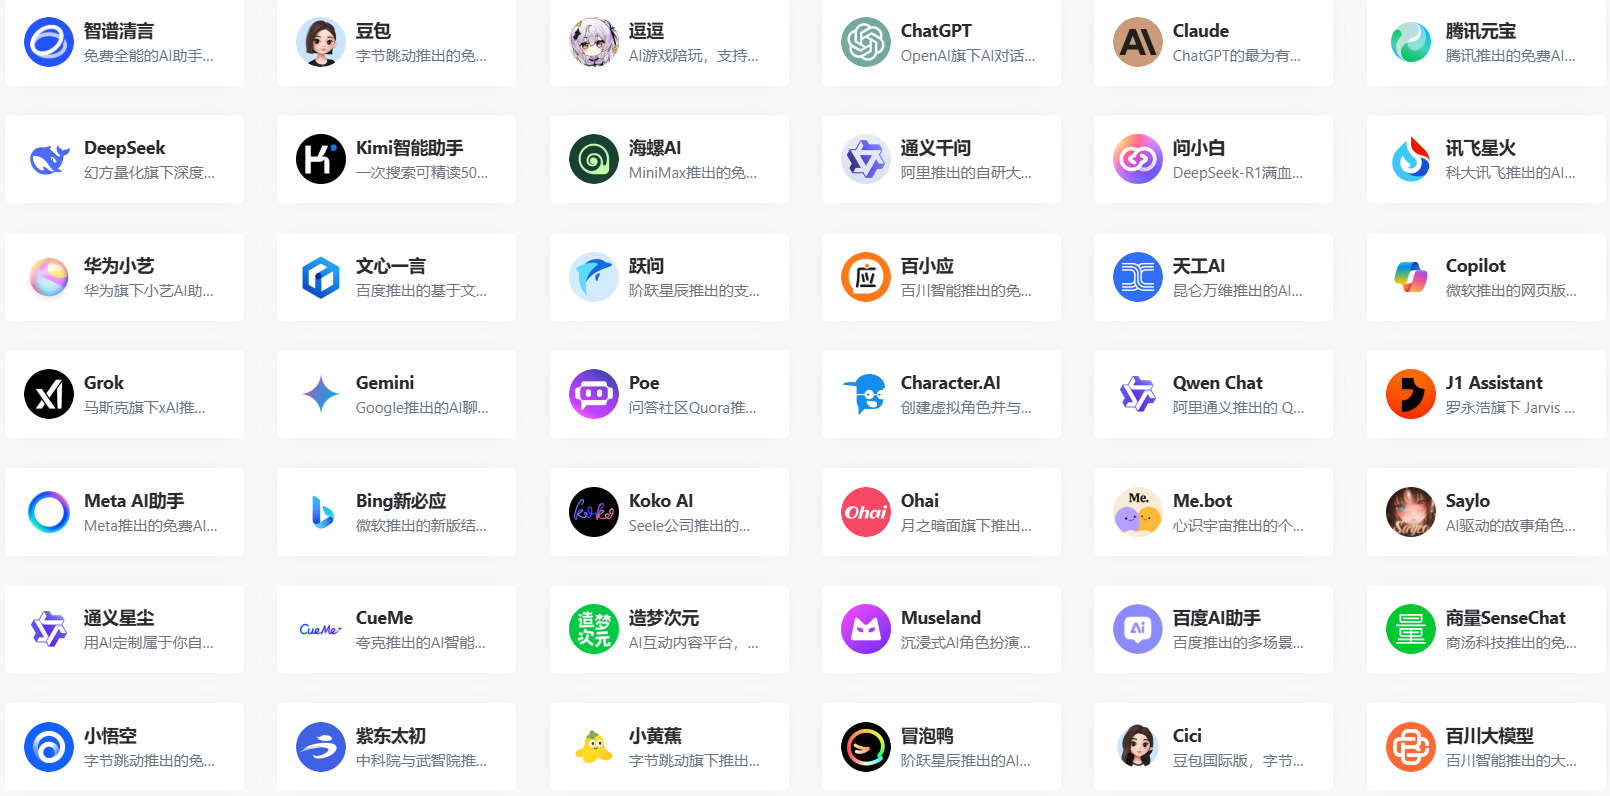 智谱清言
免费全能的AI助手...
豆包
字节跳动推出的免...
逗逗
AI游戏陪玩，支持...
ChatGPT
OpenAI旗下AI对话...
Claude
ChatGPT的最为有...
腾讯元宝
腾讯推出的免费AI...
DeepSeek
幻方量化旗下深度...
Kimi智能助手
一次搜索可精读50...
海螺AI
MiniMax推出的免...
通义千问
阿里推出的自研大...
问小白
DeepSeek-R1满血...
讯飞星火
科大讯飞推出的AI...
华为小艺
华为旗下小艺AI助...
文心一言
百度推出的基于文...
跃问
阶跃星辰推出的支...
应
百小应
百川智能推出的免...
天工AI
昆仑万维推出的AI...
Copilot
微软推出的网页版...
Grok
马斯克旗下xAI推...
Gemini
Google推出的AI聊...
Poe
问答社区Quora推...
Character.AI
创建虚拟角色并与...
Qwen Chat
阿里通义推出的 Q...
J1 Assistant
罗永浩旗下 Jarvis ...
Meta AI助手
Meta推出的免费AI...
Bing新必应
微软推出的新版结...
koko
Koko AI
Seele公司推出的...
Ohai
Ohai
月之暗面旗下推出...
Me.
Me.bot
心识宇宙推出的个...
Saylo
Saylo
AI驱动的故事角色...
通义星尘
用AI定制属于你自...
CueMe
CueMe
夸克推出的AI智能...
造梦
次元
造梦次元
AI互动内容平台，...
Museland
沉浸式AI角色扮演...
Ai
百度AI助手
百度推出的多场景...
量
商量SenseChat
商汤科技推出的免...
小悟空
字节跳动推出的免...
紫东太初
中科院与武智院推...
小黄蕉
字节跳动旗下推出...
冒泡鸭
阶跃星辰推出的AI...
Cici
豆包国际版，字节...
百川大模型
百川智能推出的大...